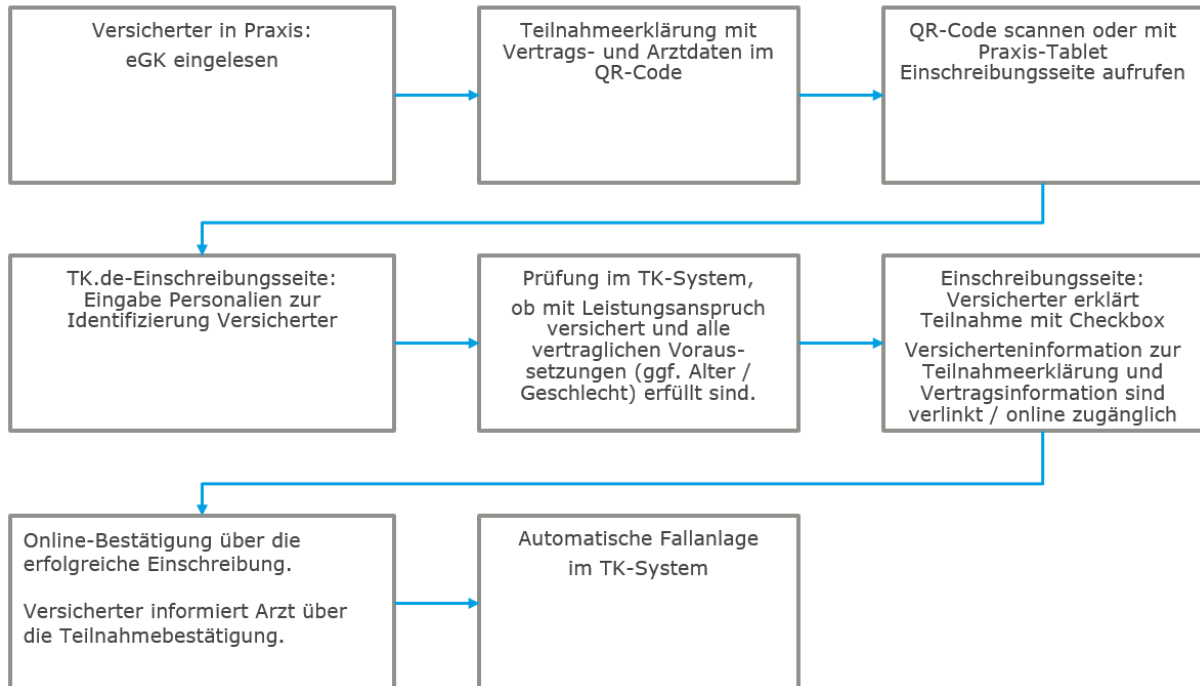 Versicherter in Praxis:
eGK eingelesen
Teilnahmeerklärung mit
Vertrags- und Arztdaten im
QR-Code
QR-Code scannen oder mit
Praxis-Tablet
Einschreibungsseite aufrufen
TK.de-Einschreibungsseite:
Eingabe Personalien zur
Identifizierung Versicherter
Prüfung im TK-System,
ob mit Leistungsanspruch
versichert und alle
vertraglichen Voraus-
setzungen (ggf. Alter /
Geschlecht) erfüllt sind.
Einschreibungsseite:
Versicherter erklärt
Teilnahme mit Checkbox
Versicherteninformation zur
Teilnahmeerklärung und
Vertragsinformation sind
verlinkt / online zugänglich
Online-Bestätigung über die
erfolgreiche Einschreibung.
Versicherter informiert Arzt über
die Teilnahmebestätigung.
Automatische Fallanlage
im TK-System